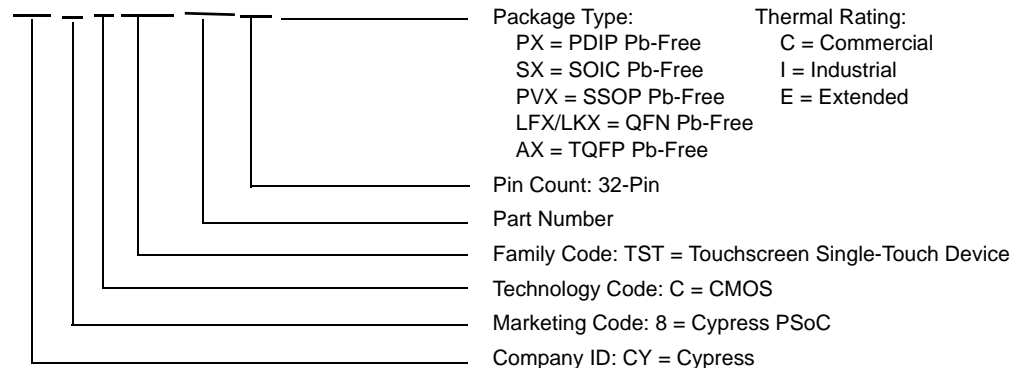 Package Type: Thermal Rating:
PX = PDIP Pb-Free C = Commercial
SX = SOIC Pb-Free I = Industrial
PVX = SSOP Pb-Free E = Extended
LFX/LKX = QFN Pb-Free
AX = TQFP Pb-Free
Pin Count: 32-Pin
Part Number
Family Code: TST = Touchscreen Single-Touch Device
Technology Code: C = CMOS
Marketing Code: 8 = Cypress PSoC
Company ID: CY = Cypress